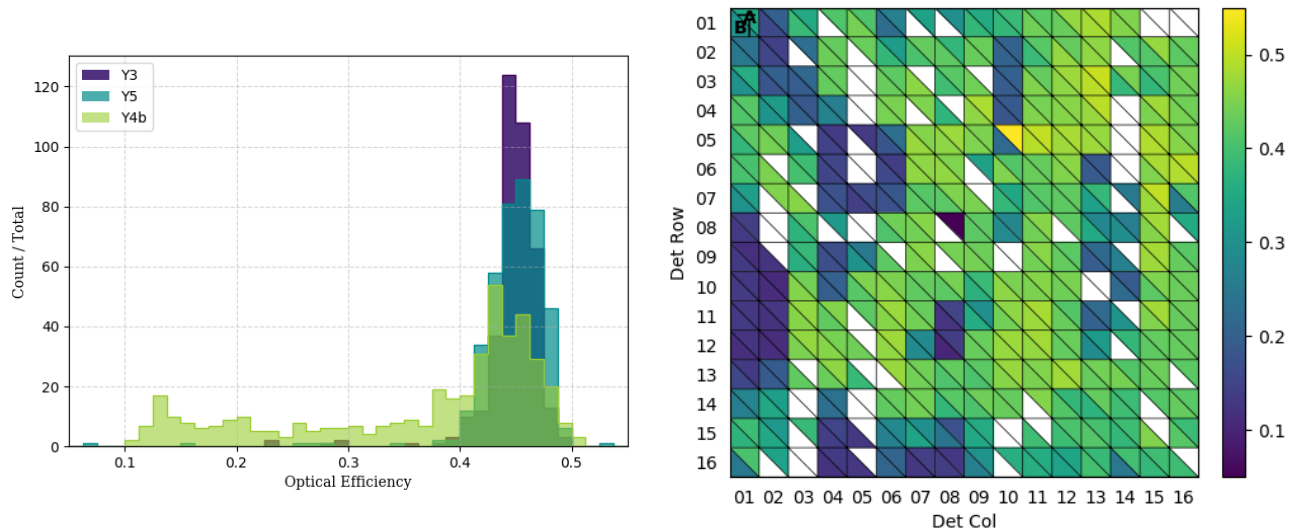 Y3
Y5
Y4b
120
100
80
60
40
20
0
Count / Total
0.1 0.2 0.3 0.4 0.5
Optical Efficiency
A
B
01
02
03
04
05
06
07
08
09
10
11
12
13
14
15
16
Det Row
01 02 03 04 05 06 07 08 09 10 11 12 13 14 15 16
Det Col
0.5
0.4
0.3
0.2
0.1